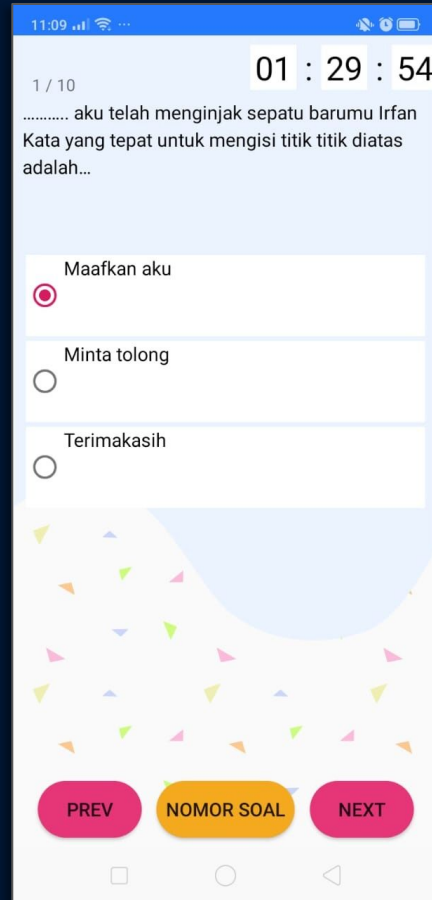 11:09
01 : 29 : 54
1 / 10
........... aku telah menginjak sepatu barumu Irfan
Kata yang tepat untuk mengisi titik titik diatas
adalah...
Maafkan aku
Minta tolong
Terimakasih
PREV
NOMOR SOAL
NEXT